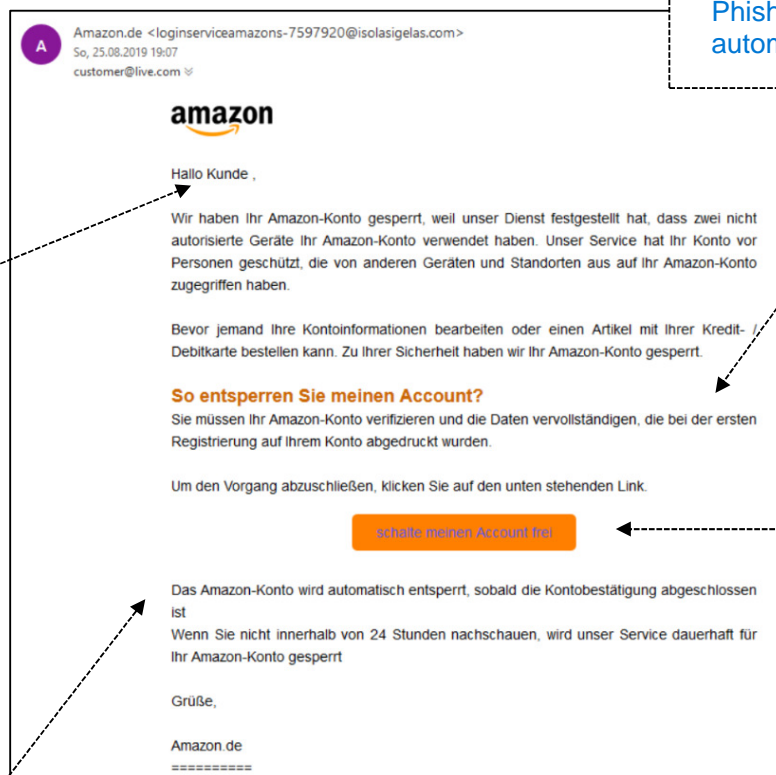 Phish
autom
A
Amazon.de <loginserviceamazons-7597920@isolasigelas.com>
So, 25.08.2019 19:07
customer@live.com
amazon
Hallo Kunde ,
Wir haben Ihr Amazon-Konto gesperrt, weil unser Dienst festgestellt hat, dass zwei nicht
autorisierte Geräte Ihr Amazon-Konto verwendet haben. Unser Service hat Ihr Konto vor
Personen geschützt, die von anderen Geräten und Standorten aus auf Ihr Amazon-Konto
zugegriffen haben.
Bevor jemand Ihre Kontoinformationen bearbeiten oder einen Artikel mit Ihrer Kredit- /
Debitkarte bestellen kann. Zu Ihrer Sicherheit haben wir Ihr Amazon-Konto gesperrt.
So entsperren Sie meinen Account?
Sie müssen Ihr Amazon-Konto verifizieren und die Daten vervollständigen, die bei der ersten
Registrierung auf Ihrem Konto abgedruckt wurden.
Um den Vorgang abzuschließen, klicken Sie auf den unten stehenden Link.
schalte meinen Account frei
Das Amazon-Konto wird automatisch entsperrt, sobald die Kontobestätigung abgeschlossen
ist
Wenn Sie nicht innerhalb von 24 Stunden nachschauen, wird unser Service dauerhaft für
Ihr Amazon-Konto gesperrt
Grüße,
Amazon.de
==========